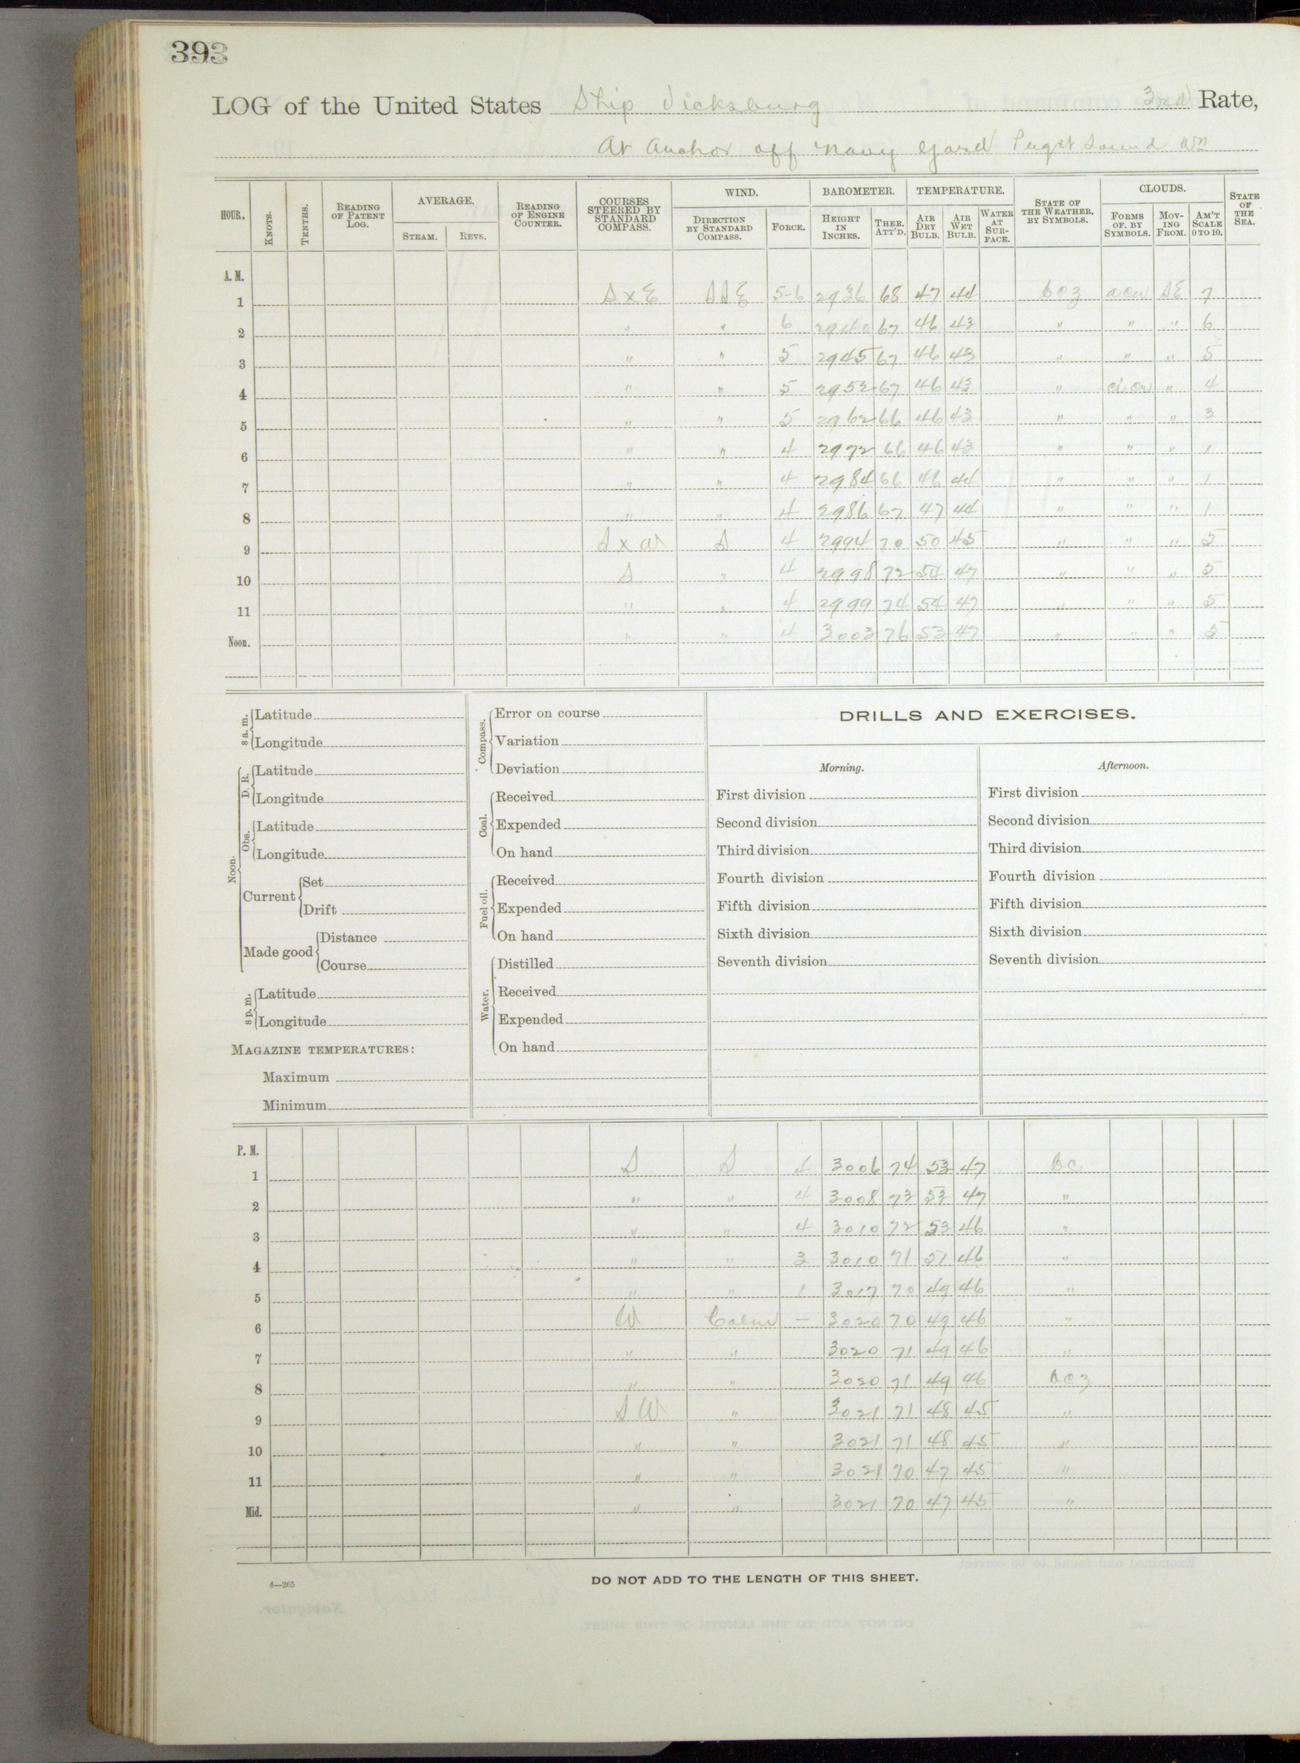 393
LOG of the United States Ship Vicksburg 3rd Rate,
At Anchor off Navy Yard Puget Sound Wn
HOUR. KNOTS. TENTHS. READING OF PATENT LOG. AVERAGE. STEAM. REVS. READING OF ENGINE COUNTER. COURSES STEERED BY STANDARD COMPASS. WIND. DIRECTION BY STANDARD COMPASS. FORCE. BAROMETER. HEIGHT IN INCHES. THER. ATT'D. TEMPERATURE. AIR DRY BULB. AIR WET BULB. WATER AT SURFACE. STATE OF THE WEATHER, BY SYMBOLS. CLOUDS. FORMS OF, BY SYMBOLS. MOVING FROM. AM'T SCALE 0 TO 10. STATE OF THE SEA.
A. M.
1 S x E SSE 5-6 2936 68 47 44 bcz SE 7
2 " " 6 2940 67 46 43 " " " 6
3 " " 5 2945 67 46 43 " " " 5
4 " " 5 2952 67 46 43 " " 4
5 " " 5 2962 66 46 43 " " " 3
6 " " 4 2972 66 46 43 " " " 1
7 " " 4 2984 66 46 44 " " " 1
8 " " 4 2986 67 47 44 " " " 1
9 S x W S 4 2994 70 50 45 " " " 5
10 S " 4 2998 72 54 47 " " " 5
11 " " 4 2999 74 54 47 " " " 5
Noon. " " 4 3003 76 53 47 " " " 5
8 a. m. Latitude
Longitude
Noon. D. R. Latitude
Longitude
Obs. Latitude
Longitude
Current Set
Drift
Made good Distance
Course
8 p. m. Latitude
Longitude
MAGAZINE TEMPERATURES:
Maximum
Minimum
Compass. Error on course
Variation
Deviation
Coal. Received
Expended
On hand
Fuel oil. Received
Expended
On hand
Water. Distilled
Received
Expended
On hand
DRILLS AND EXERCISES.
Morning. Afternoon.
First division First division
Second division Second division
Third division Third division
Fourth division Fourth division
Fifth division Fifth division
Sixth division Sixth division
Seventh division Seventh division
P. M.
1 S S 4 3006 74 53 47 Bc
2 " " 4 3008 73 53 47 "
3 " " 4 3010 72 53 46 "
4 " " 3 3010 71 51 46 "
5 " " 1 3017 70 49 46 "
6 W Calm — 3020 70 49 46 "
7 " " 3020 71 49 46 "
8 " " 3020 71 49 46 bcz
9 SW " 3021 71 48 45 "
10 " " 3021 71 48 45 "
11 " " 3021 70 47 45 "
Mid. " " 3021 70 47 45 "
6—265
DO NOT ADD TO THE LENGTH OF THIS SHEET.